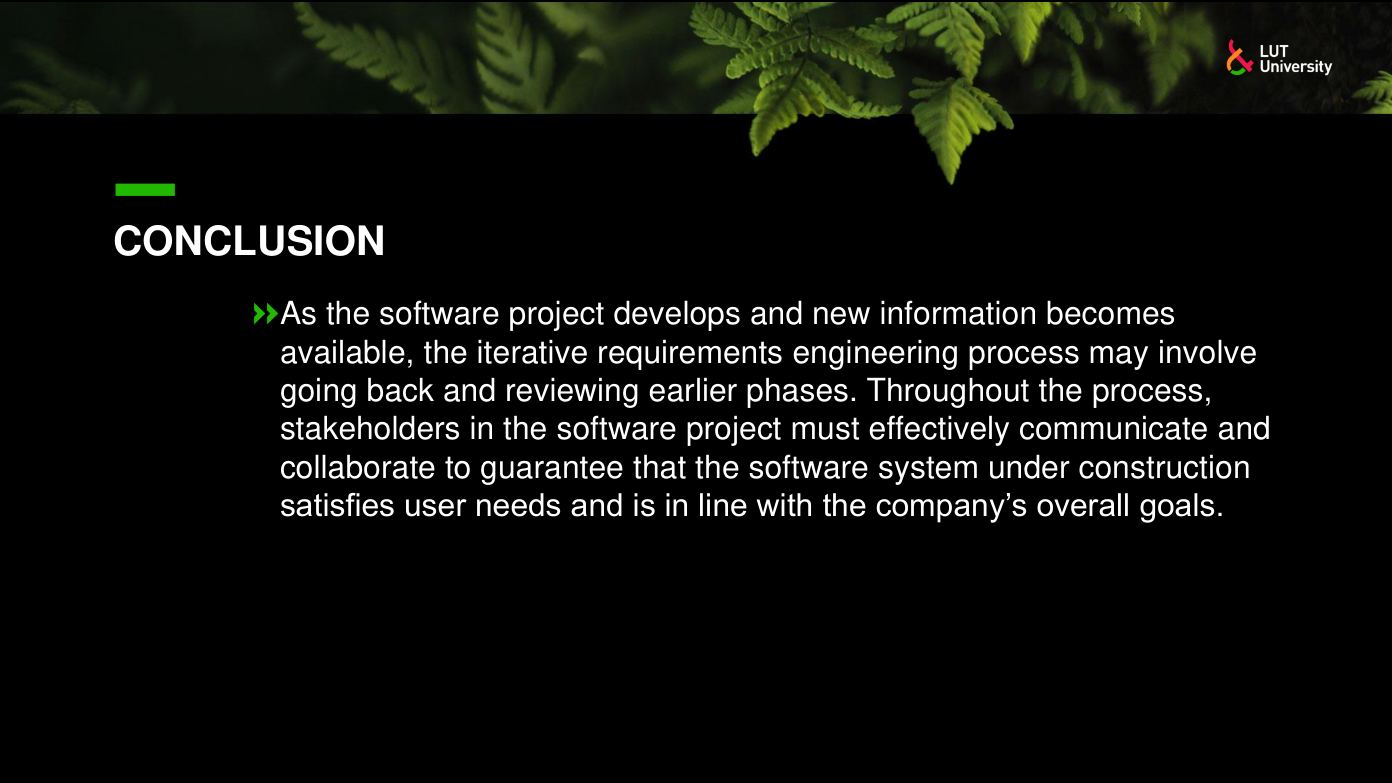 LUT
University
CONCLUSION
As the software project develops and new information becomes
available, the iterative requirements engineering process may involve
going back and reviewing earlier phases. Throughout the process,
stakeholders in the software project must effectively communicate and
collaborate to guarantee that the software system under construction
satisfies user needs and is in line with the company’s overall goals.